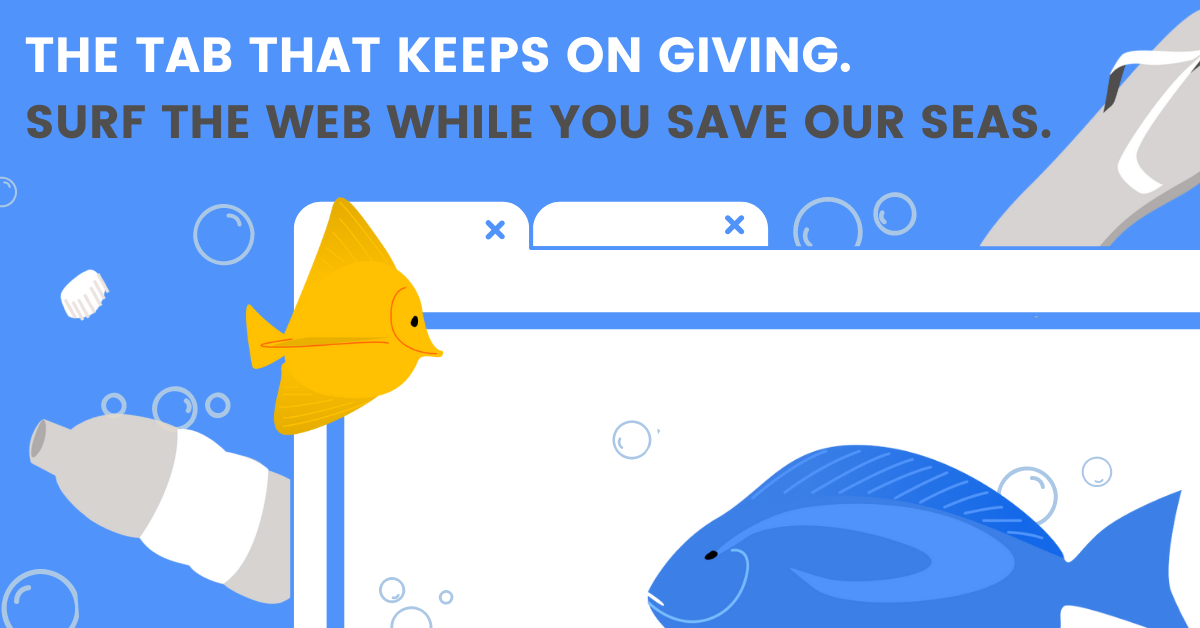 THE TAB THAT KEEPS ON GIVING.
SURF THE WEB WHILE YOU SAVE OUR SEAS.